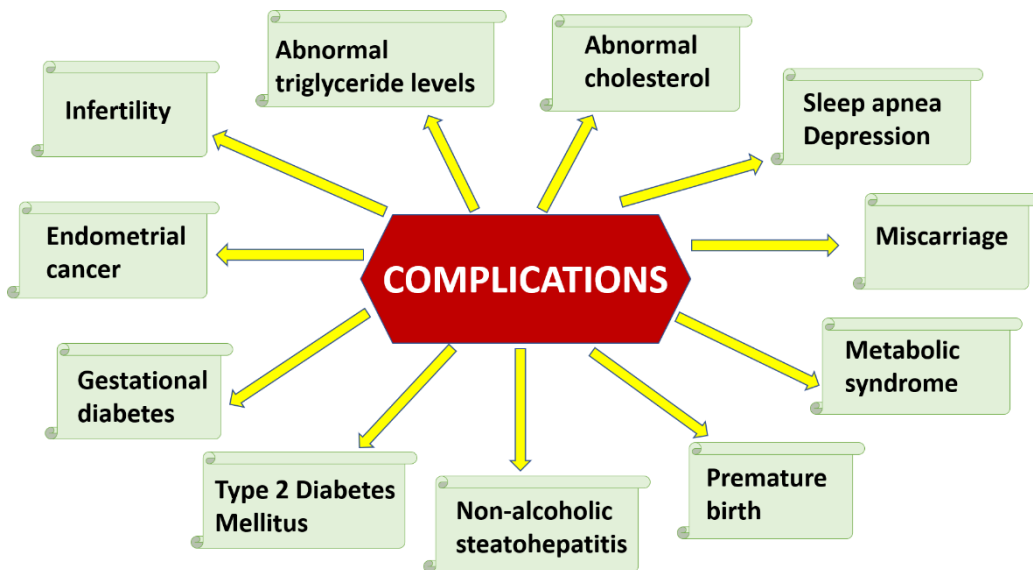 Abnormal
triglyceride levels
Abnormal
cholesterol
Infertility
Sleep apnea
Depression
Endometrial
cancer
COMPLICATIONS
Miscarriage
Gestational
diabetes
Metabolic
syndrome
Type 2 Diabetes
Mellitus
Non-alcoholic
steatohepatitis
Premature
birth